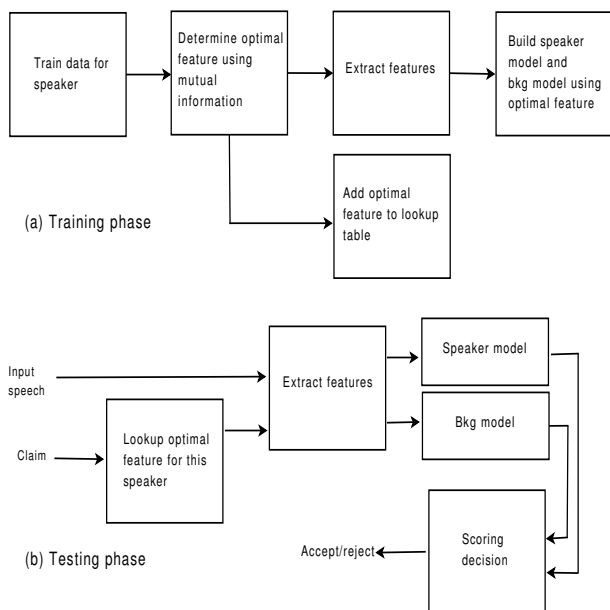 Train data for
speaker
Determine optimal
feature using
mutual
information
Extract features
Build speaker
model and
bkg model using
optimal feature
Add optimal
feature to lookup
table
(a) Training phase
Input
speech
Extract features
Speaker model
Bkg model
Claim
Lookup optimal
feature for this
speaker
Scoring
decision
Accept/reject
(b) Testing phase